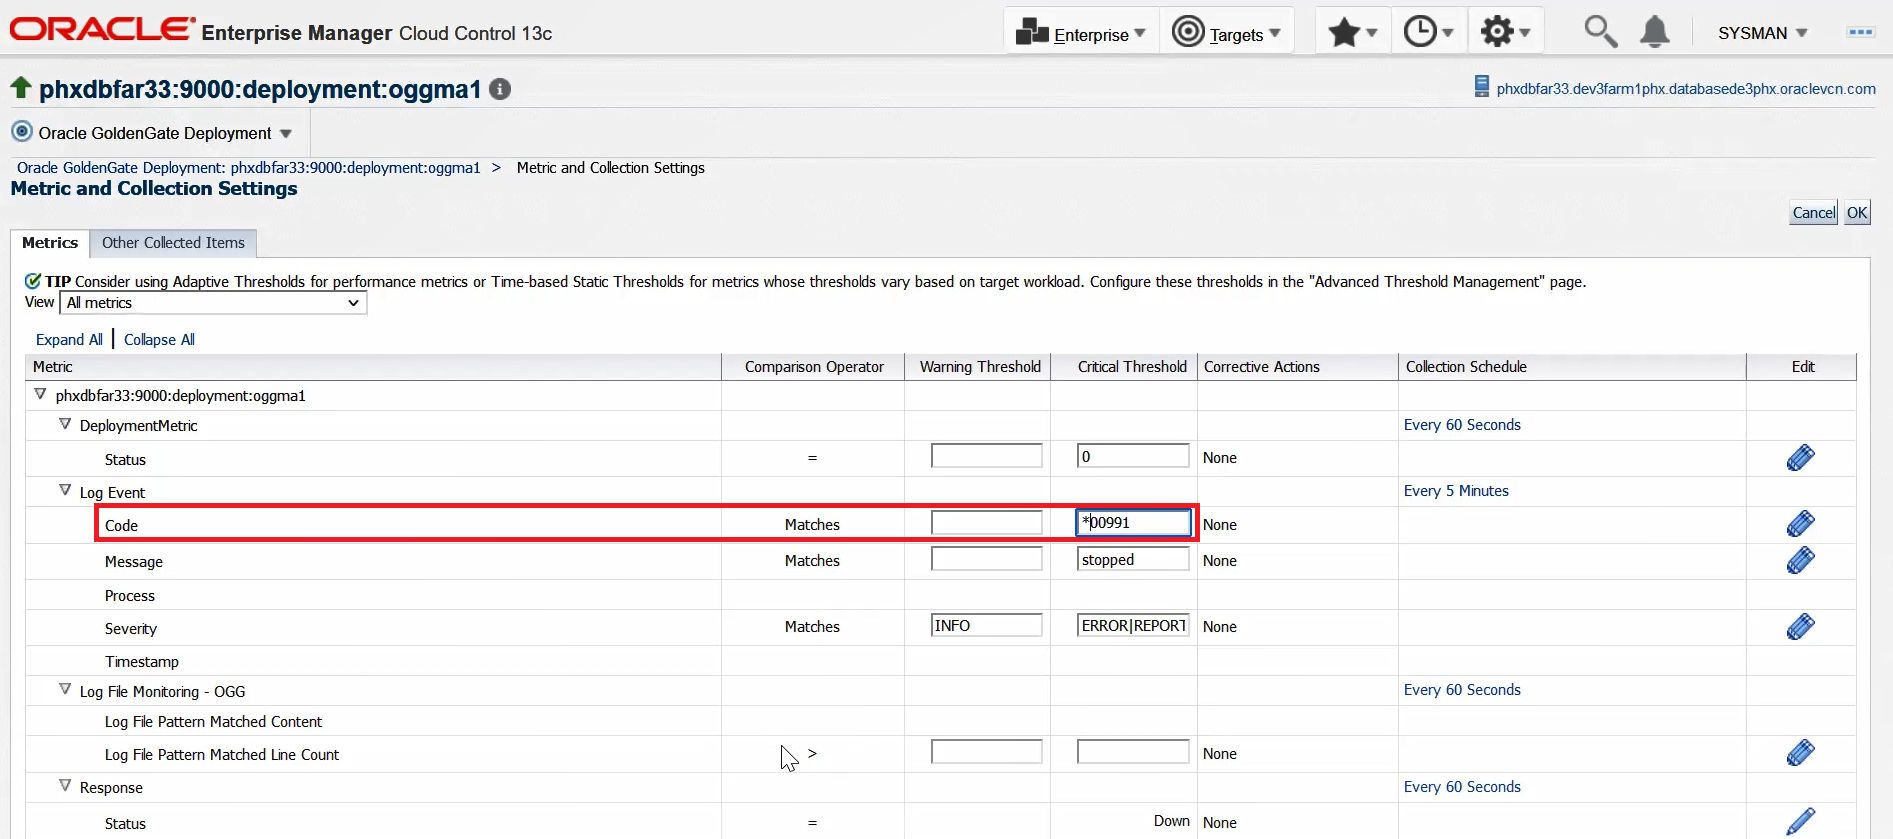 ORACLE Enterprise Manager Cloud Control 13c Enterprise Targets SYSMAN
phxdbfar33:9000:deployment:oggma1 phxdbfar33.dev3farm1phx.databasede3phx.oraclevcn.com
Oracle GoldenGate Deployment
Oracle GoldenGate Deployment: phxdbfar33:9000:deployment:oggma1 > Metric and Collection Settings
Metric and Collection Settings
Cancel OK
Metrics Other Collected Items
TIP Consider using Adaptive Thresholds for performance metrics or Time-based Static Thresholds for metrics whose thresholds vary based on target workload. Configure these thresholds in the "Advanced Threshold Management" page.
View All metrics
Expand All | Collapse All
Metric Comparison Operator Warning Threshold Critical Threshold Corrective Actions Collection Schedule Edit
phxdbfar33:9000:deployment:oggma1
DeploymentMetric Every 60 Seconds
Status = 0 None
Log Event Every 5 Minutes
Code Matches *00991 None
Message Matches stopped None
Process
Severity Matches INFO ERROR|REPORT None
Timestamp
Log File Monitoring - OGG Every 60 Seconds
Log File Pattern Matched Content
Log File Pattern Matched Line Count > None
Response Every 60 Seconds
Status = Down None